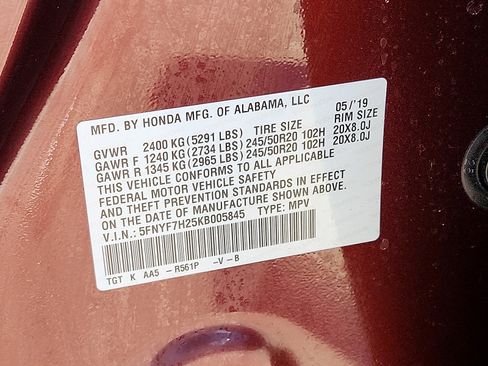 MFD. BY HONDA MFG. OF ALABAMA, LLC 05/'19
GVWR 2400 KG (5291 LBS) TIRE SIZE RIM SIZE
GAWR F 1240 KG (2734 LBS) 245/50R20 102H 20X8.0J
GAWR R 1345 KG (2965 LBS) 245/50R20 102H 20X8.0J
THIS VEHICLE CONFORMS TO ALL APPLICABLE
FEDERAL MOTOR VEHICLE SAFETY
AND THEFT PREVENTION STANDARDS IN EFFECT
ON THE DATE OF MANUFACTURE SHOWN ABOVE.
V.I.N.: 5FNYF7H25KB005845 TYPE: MPV
TGT K AA5 -R561P -V-B